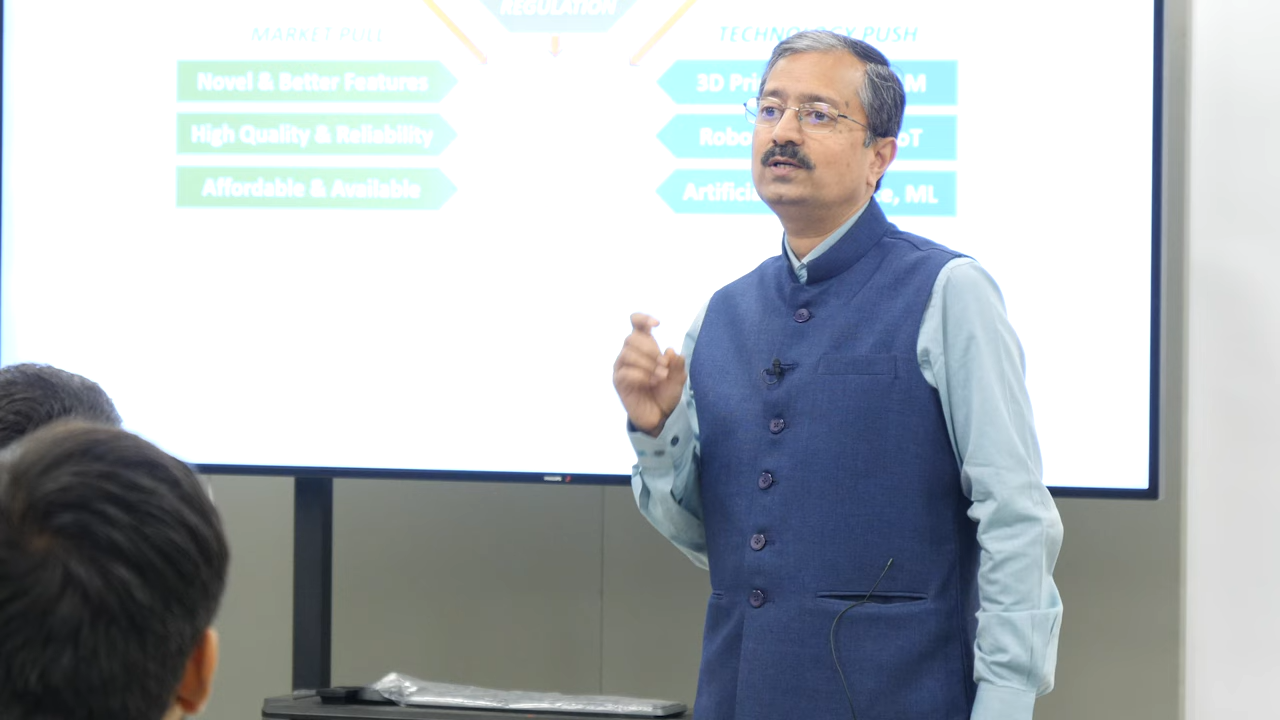 REGULATION
MARKET PULL
TECHNOLOGY PUSH
Novel & Better Features
High Quality & Reliability
Affordable & Available
3D Pri M
Robo oT
Artifici e, ML